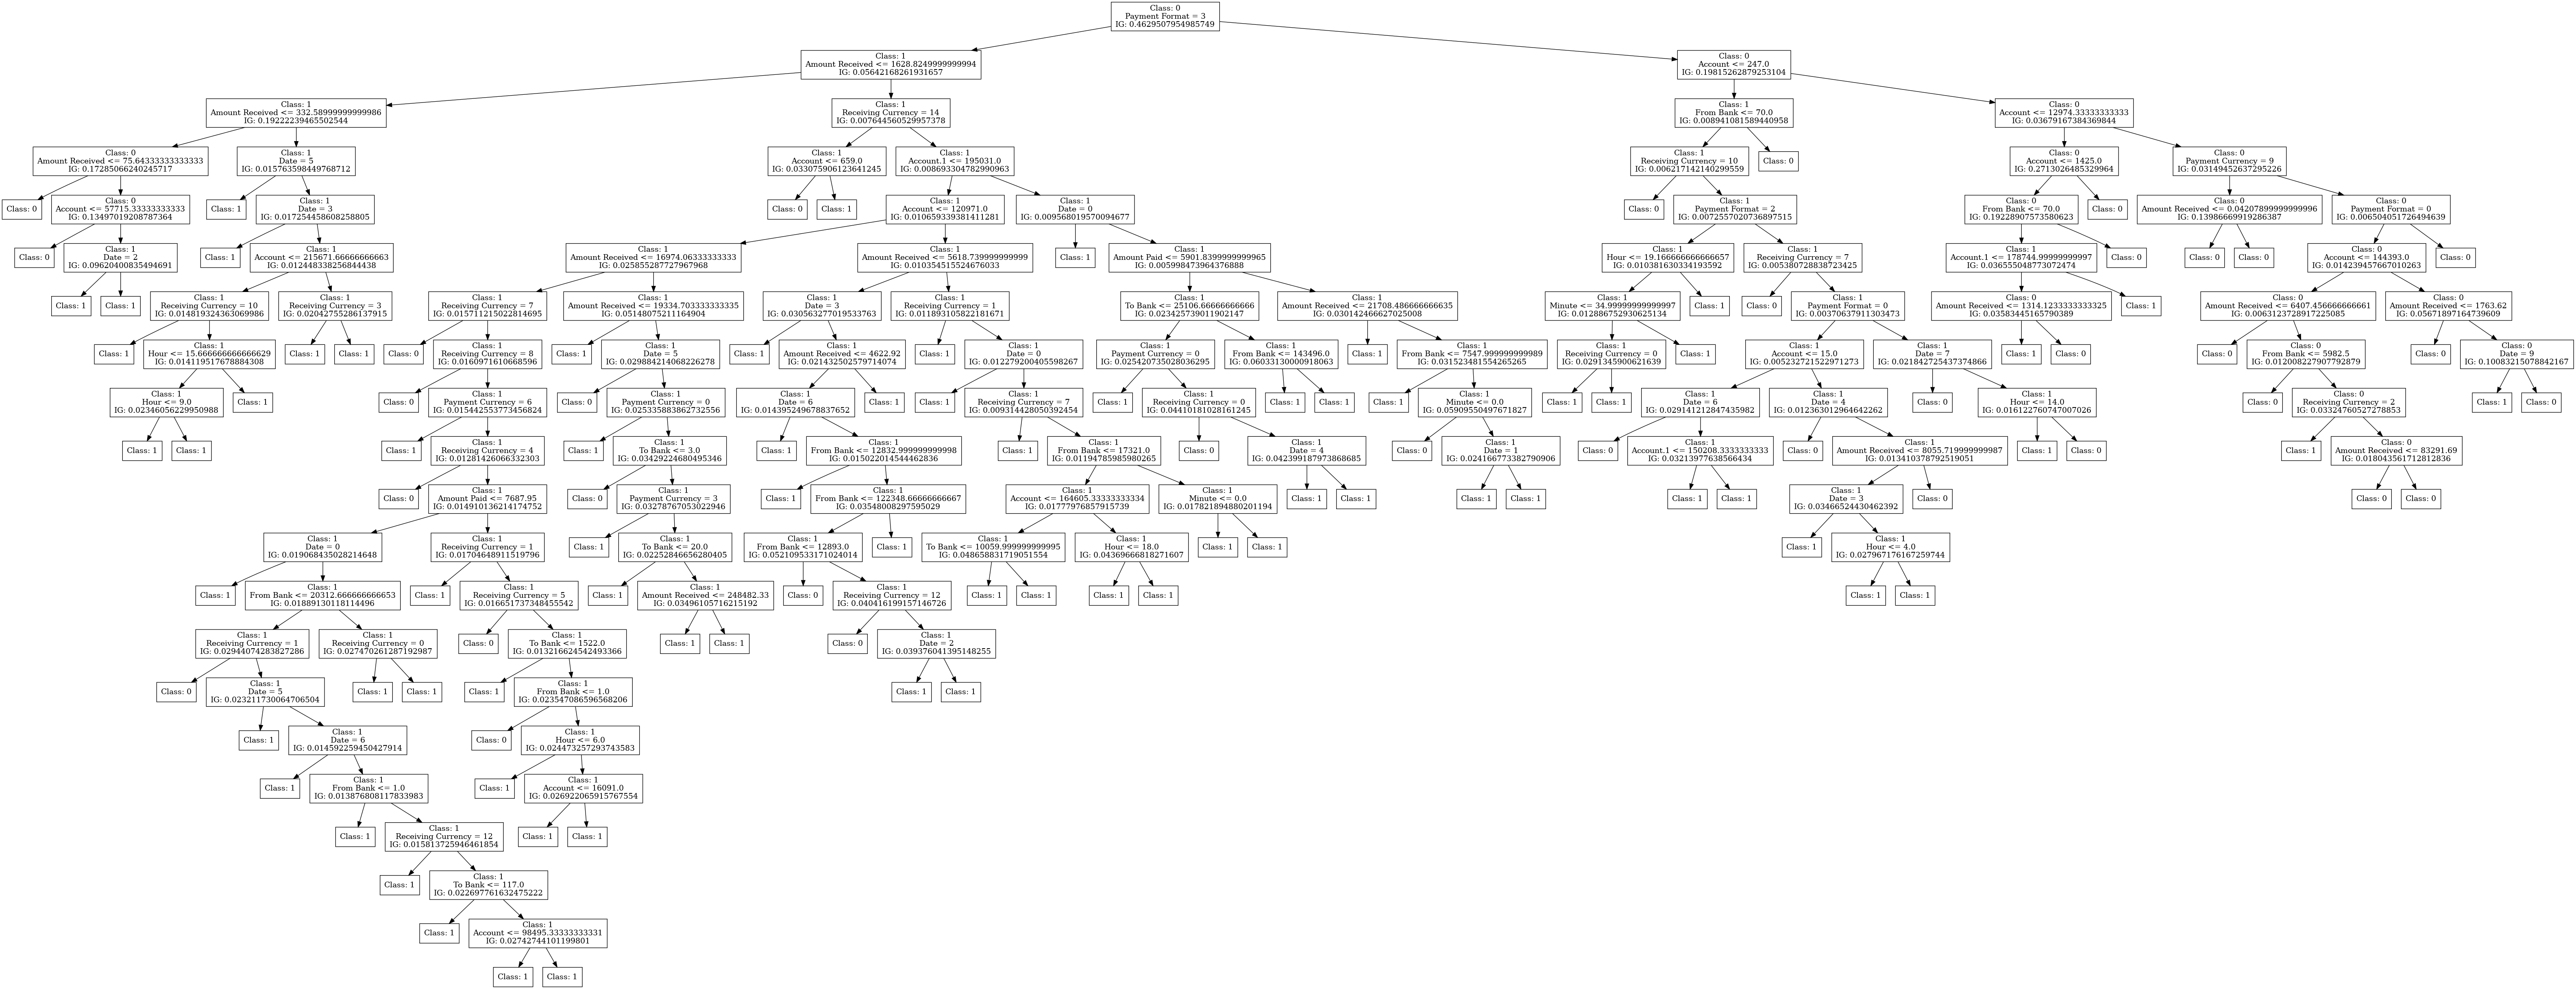 Class: 0
Payment Format = 3
IG: 0.4629507954985749
Class: 1
Amount Received <= 1628.8249999999994
IG: 0.05642168261931657
Class: 0
Account <= 247.0
IG: 0.19815262879253104
Class: 1
Amount Received <= 332.58999999999986
IG: 0.19222239465502544
Class: 1
Receiving Currency = 14
IG: 0.007644560529957378
Class: 1
From Bank <= 70.0
IG: 0.008941081589440958
Class: 0
Account <= 12974.33333333333
IG: 0.03679167384369844
Class: 0
Amount Received <= 75.64333333333333
IG: 0.17285066240245717
Class: 1
Date = 5
IG: 0.015763598449768712
Class: 1
Account <= 659.0
IG: 0.033075906123641245
Class: 1
Account.1 <= 195031.0
IG: 0.008693304782990963
Class: 1
Receiving Currency = 10
IG: 0.006217142140299559
Class: 0
Class: 0
Account <= 1425.0
IG: 0.2713026485329964
Class: 0
Payment Currency = 9
IG: 0.03149452637295226
Class: 0
Class: 0
Account <= 57715.33333333333
IG: 0.13497019208787364
Class: 1
Class: 1
Date = 3
IG: 0.017254458608258805
Class: 0
Class: 1
Class: 1
Account <= 120971.0
IG: 0.010659339381411281
Class: 1
Date = 0
IG: 0.009568019570094677
Class: 0
Class: 1
Payment Format = 2
IG: 0.0072557020736897515
Class: 0
From Bank <= 70.0
IG: 0.19228907573580623
Class: 0
Class: 0
Amount Received <= 0.04207899999999996
IG: 0.13986669919286387
Class: 0
Payment Format = 0
IG: 0.006504051726494639
Class: 0
Class: 1
Date = 2
IG: 0.09620400835494691
Class: 1
Class: 1
Account <= 215671.66666666663
IG: 0.012448338256844438
Class: 1
Amount Received <= 16974.06333333333
IG: 0.025855287727967968
Class: 1
Amount Received <= 5618.739999999999
IG: 0.010354515524676033
Class: 1
Class: 1
Amount Paid <= 5901.8399999999965
IG: 0.005998473964376888
Class: 1
Hour <= 19.166666666666657
IG: 0.010381630334193592
Class: 1
Receiving Currency = 7
IG: 0.005380728838723425
Class: 1
Account.1 <= 178744.99999999997
IG: 0.036555048773072474
Class: 0
Class: 0
Class: 0
Class: 0
Account <= 144393.0
IG: 0.014239457667010263
Class: 0
Class: 1
Class: 1
Class: 1
Receiving Currency = 10
IG: 0.014819324363069986
Class: 1
Receiving Currency = 3
IG: 0.02042755286137915
Class: 1
Receiving Currency = 7
IG: 0.015711215022814695
Class: 1
Amount Received <= 19334.703333333335
IG: 0.05148075211164904
Class: 1
Date = 3
IG: 0.030563277019533763
Class: 1
Receiving Currency = 1
IG: 0.011893105822181671
Class: 1
To Bank <= 25106.66666666666
IG: 0.023425739011902147
Class: 1
Amount Received <= 21708.486666666635
IG: 0.030142466627025008
Class: 1
Minute <= 34.99999999999997
IG: 0.012886752930625134
Class: 1
Class: 0
Class: 1
Payment Format = 0
IG: 0.00370637911303473
Class: 0
Amount Received <= 1314.1233333333325
IG: 0.03583445165790389
Class: 1
Class: 0
Amount Received <= 6407.456666666661
IG: 0.0063123728917225085
Class: 0
Amount Received <= 1763.62
IG: 0.05671897164739609
Class: 1
Class: 1
Hour <= 15.666666666666629
IG: 0.014119517678884308
Class: 1
Class: 1
Class: 0
Class: 1
Receiving Currency = 8
IG: 0.0160971610668596
Class: 1
Class: 1
Date = 5
IG: 0.029884214068226278
Class: 1
Class: 1
Amount Received <= 4622.92
IG: 0.021432502579714074
Class: 1
Class: 1
Date = 0
IG: 0.012279200405598267
Class: 1
Payment Currency = 0
IG: 0.025420735028036295
Class: 1
From Bank <= 143496.0
IG: 0.06033130000918063
Class: 1
Class: 1
From Bank <= 7547.999999999989
IG: 0.031523481554265265
Class: 1
Receiving Currency = 0
IG: 0.0291345900621639
Class: 1
Class: 1
Account <= 15.0
IG: 0.005232721522971273
Class: 1
Date = 7
IG: 0.021842725437374866
Class: 1
Class: 0
Class: 0
Class: 0
From Bank <= 5982.5
IG: 0.012008227907792879
Class: 0
Class: 0
Date = 9
IG: 0.10083215078842167
Class: 1
Hour <= 9.0
IG: 0.02346056229950988
Class: 1
Class: 0
Class: 1
Payment Currency = 6
IG: 0.015442553773456824
Class: 0
Class: 1
Payment Currency = 0
IG: 0.025335883862732556
Class: 1
Date = 6
IG: 0.014395249678837652
Class: 1
Class: 1
Class: 1
Receiving Currency = 7
IG: 0.009314428050392454
Class: 1
Class: 1
Receiving Currency = 0
IG: 0.04410181028161245
Class: 1
Class: 1
Class: 1
Class: 1
Minute <= 0.0
IG: 0.05909550497671827
Class: 1
Class: 1
Class: 1
Date = 6
IG: 0.029141212847435982
Class: 1
Date = 4
IG: 0.012363012964642262
Class: 0
Class: 1
Hour <= 14.0
IG: 0.016122760747007026
Class: 0
Class: 0
Receiving Currency = 2
IG: 0.03324760527278853
Class: 1
Class: 0
Class: 1
Class: 1
Class: 1
Class: 1
Receiving Currency = 4
IG: 0.01281426066332303
Class: 1
Class: 1
To Bank <= 3.0
IG: 0.03429224680495346
Class: 1
Class: 1
From Bank <= 12832.999999999998
IG: 0.015022014544462836
Class: 1
Class: 1
From Bank <= 17321.0
IG: 0.01194785985980265
Class: 0
Class: 1
Date = 4
IG: 0.042399187973868685
Class: 0
Class: 1
Date = 1
IG: 0.024166773382790906
Class: 0
Class: 1
Account.1 <= 150208.3333333333
IG: 0.03213977638566434
Class: 0
Class: 1
Amount Received <= 8055.719999999987
IG: 0.013410378792519051
Class: 1
Class: 0
Class: 1
Class: 0
Amount Received <= 83291.69
IG: 0.018043561712812836
Class: 0
Class: 1
Amount Paid <= 7687.95
IG: 0.014910136214174752
Class: 0
Class: 1
Payment Currency = 3
IG: 0.03278767053022946
Class: 1
Class: 1
From Bank <= 122348.66666666667
IG: 0.03548008297595029
Class: 1
Account <= 164605.33333333334
IG: 0.01777976857915739
Class: 1
Minute <= 0.0
IG: 0.017821894880201194
Class: 1
Class: 1
Class: 1
Class: 1
Class: 1
Class: 1
Class: 1
Date = 3
IG: 0.03466524430462392
Class: 0
Class: 0
Class: 0
Class: 1
Date = 0
IG: 0.019068435028214648
Class: 1
Receiving Currency = 1
IG: 0.01704648911519796
Class: 1
Class: 1
To Bank <= 20.0
IG: 0.02252846656280405
Class: 1
From Bank <= 12893.0
IG: 0.052109533171024014
Class: 1
Class: 1
To Bank <= 10059.999999999995
IG: 0.048658831719051554
Class: 1
Hour <= 18.0
IG: 0.04369666818271607
Class: 1
Class: 1
Class: 1
Class: 1
Hour <= 4.0
IG: 0.027967176167259744
Class: 1
Class: 1
From Bank <= 20312.666666666653
IG: 0.01889130118114496
Class: 1
Class: 1
Receiving Currency = 5
IG: 0.016651737348455542
Class: 1
Class: 1
Amount Received <= 248482.33
IG: 0.03496105716215192
Class: 0
Class: 1
Receiving Currency = 12
IG: 0.040416199157146726
Class: 1
Class: 1
Class: 1
Class: 1
Class: 1
Class: 1
Class: 1
Receiving Currency = 1
IG: 0.02944074283827286
Class: 1
Receiving Currency = 0
IG: 0.027470261287192987
Class: 0
Class: 1
To Bank <= 1522.0
IG: 0.013216624542493366
Class: 1
Class: 1
Class: 0
Class: 1
Date = 2
IG: 0.039376041395148255
Class: 0
Class: 1
Date = 5
IG: 0.023211730064706504
Class: 1
Class: 1
Class: 1
Class: 1
From Bank <= 1.0
IG: 0.023547086596568206
Class: 1
Class: 1
Class: 1
Class: 1
Date = 6
IG: 0.014592259450427914
Class: 0
Class: 1
Hour <= 6.0
IG: 0.024473257293743583
Class: 1
Class: 1
From Bank <= 1.0
IG: 0.013876808117833983
Class: 1
Class: 1
Account <= 16091.0
IG: 0.026922065915767554
Class: 1
Class: 1
Receiving Currency = 12
IG: 0.015813725946461854
Class: 1
Class: 1
Class: 1
Class: 1
To Bank <= 117.0
IG: 0.022697761632475222
Class: 1
Class: 1
Account <= 98495.33333333331
IG: 0.02742744101199801
Class: 1
Class: 1